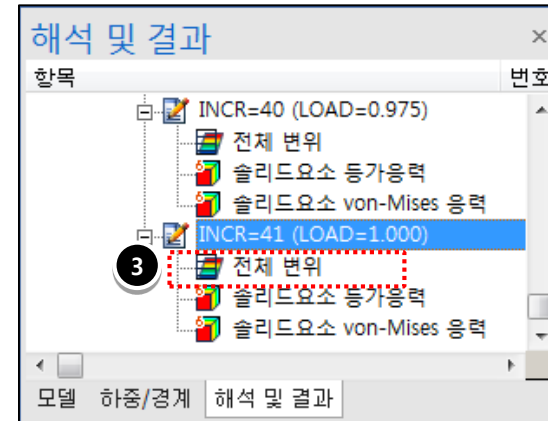 해석 및 결과
항목 번호
INCR=40 (LOAD=0.975)
전체 변위
솔리드요소 등가응력
솔리드요소 von-Mises 응력
INCR=41 (LOAD=1.000)
3 전체 변위
솔리드요소 등가응력
솔리드요소 von-Mises 응력
모델 하중/경계 해석 및 결과